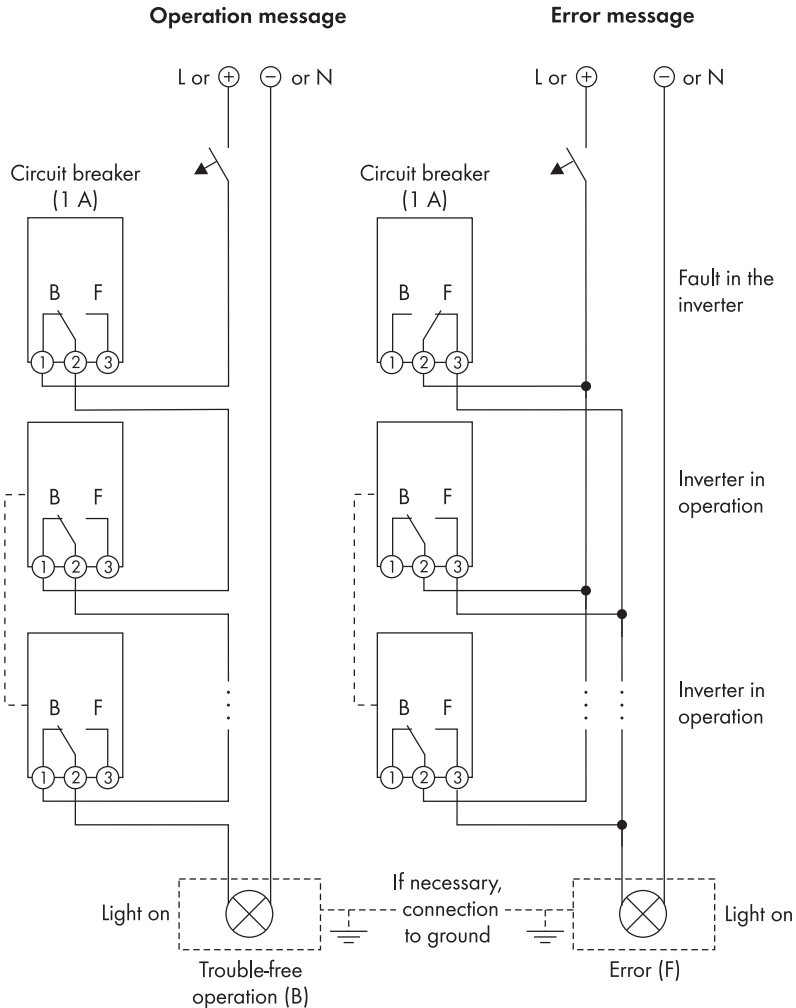 Operation message
Error message
L or + − or N
L or + − or N
Circuit breaker
(1 A)
Circuit breaker
(1 A)
B F
1 2 3
B F
1 2 3
Fault in the
inverter
B F
1 2 3
B F
1 2 3
Inverter in
operation
B F
1 2 3
B F
1 2 3
Inverter in
operation
Light on
If necessary,
connection
to ground
Light on
Trouble-free
operation (B)
Error (F)